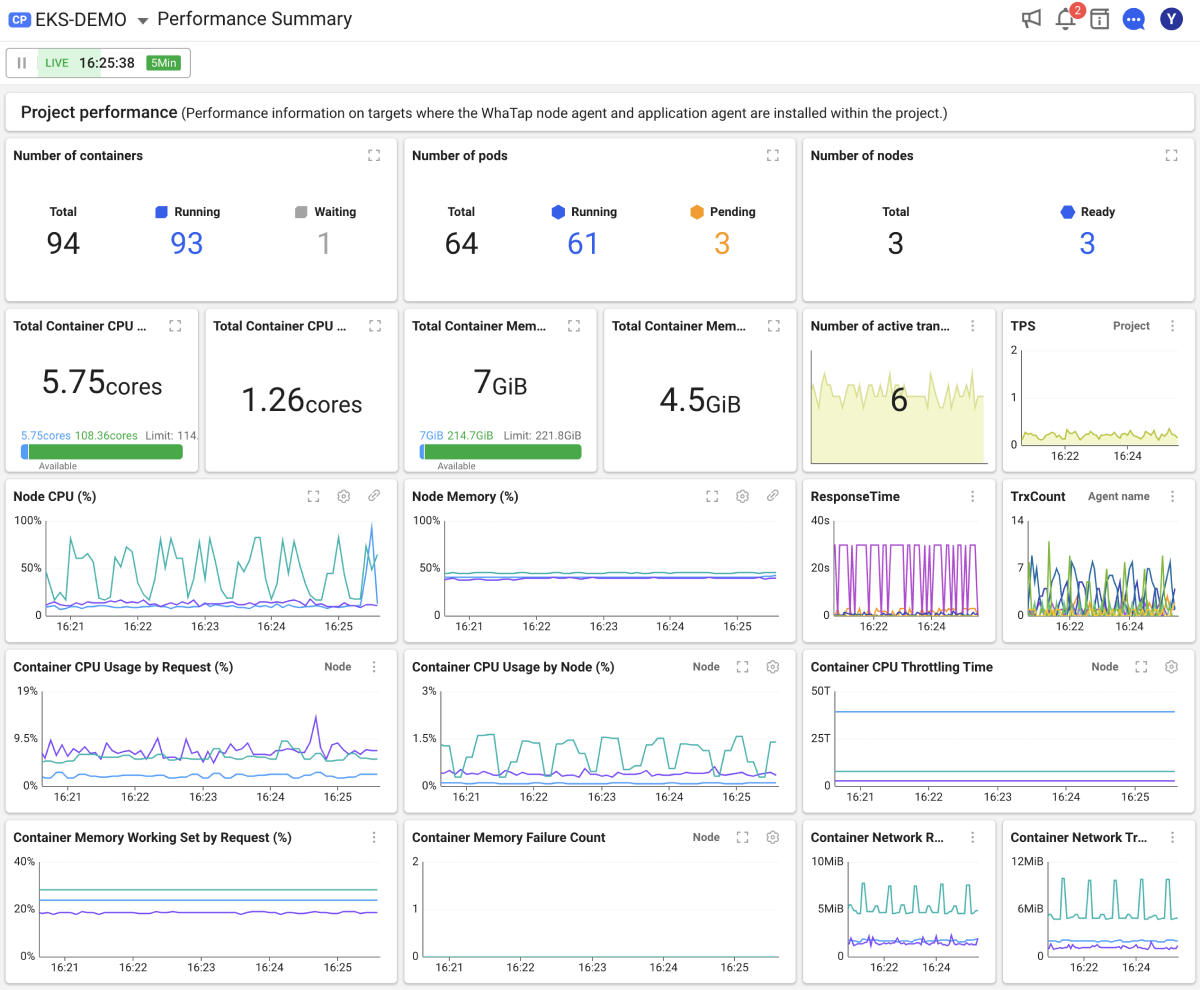 CP EKS-DEMO Performance Summary 2 Y
LIVE 16:25:38 5Min
Project performance (Performance information on targets where the WhaTap node agent and application agent are installed within the project.)
Number of containers
Total Running Waiting
94 93 1
Number of pods
Total Running Pending
64 61 3
Number of nodes
Total Ready
3 3
Total Container CPU ...
5.75cores
5.75cores 108.36cores Limit: 114.
Available
Total Container CPU ...
1.26cores
Total Container Mem...
7GiB
7GiB 214.7GiB Limit: 221.8GiB
Available
Total Container Mem...
4.5GiB
Number of active tran...
6
TPS Project
2
1
0
16:22 16:24
Node CPU (%)
100%
50%
0
16:21 16:22 16:23 16:24 16:25
Node Memory (%)
100%
50%
0
16:21 16:22 16:23 16:24 16:25
ResponseTime
40s
20s
0
16:22 16:24
TrxCount Agent name
14
7
0
16:22 16:24
Container CPU Usage by Request (%) Node
19%
9.5%
0%
16:21 16:22 16:23 16:24 16:25
Container CPU Usage by Node (%) Node
3%
1.5%
0%
16:21 16:22 16:23 16:24 16:25
Container CPU Throttling Time Node
50T
25T
0
16:21 16:22 16:23 16:24 16:25
Container Memory Working Set by Request (%)
40%
20%
0%
16:21 16:22 16:23 16:24 16:25
Container Memory Failure Count Node
2
1
0
16:21 16:22 16:23 16:24 16:25
Container Network R...
10MiB
5MiB
0
16:22 16:24
Container Network Tr...
12MiB
6MiB
0
16:22 16:24